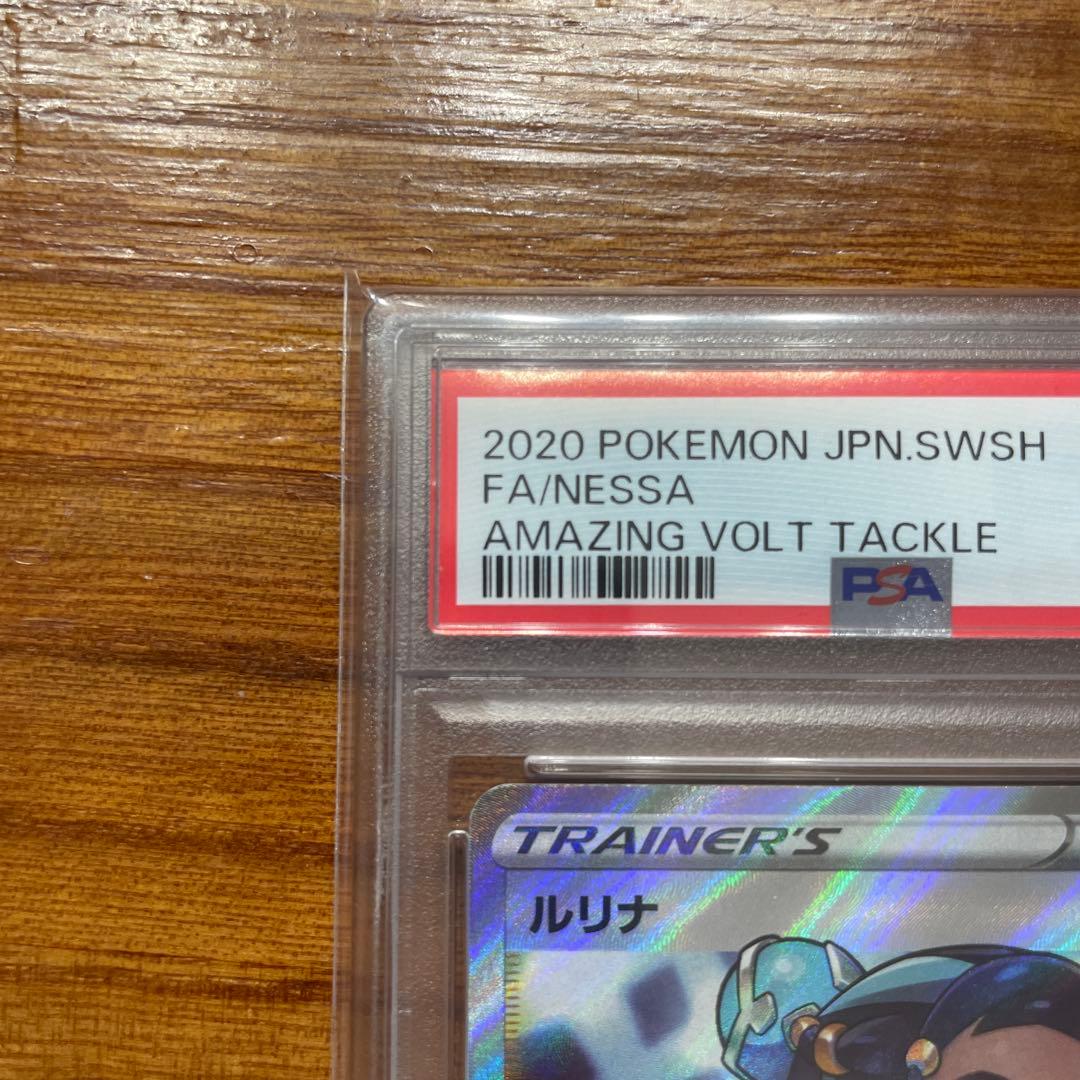 2020 POKEMON JPN.SWSH
FA/NESSA
AMAZING VOLT TACKLE
PSA
TRAINER'S
ルリナ